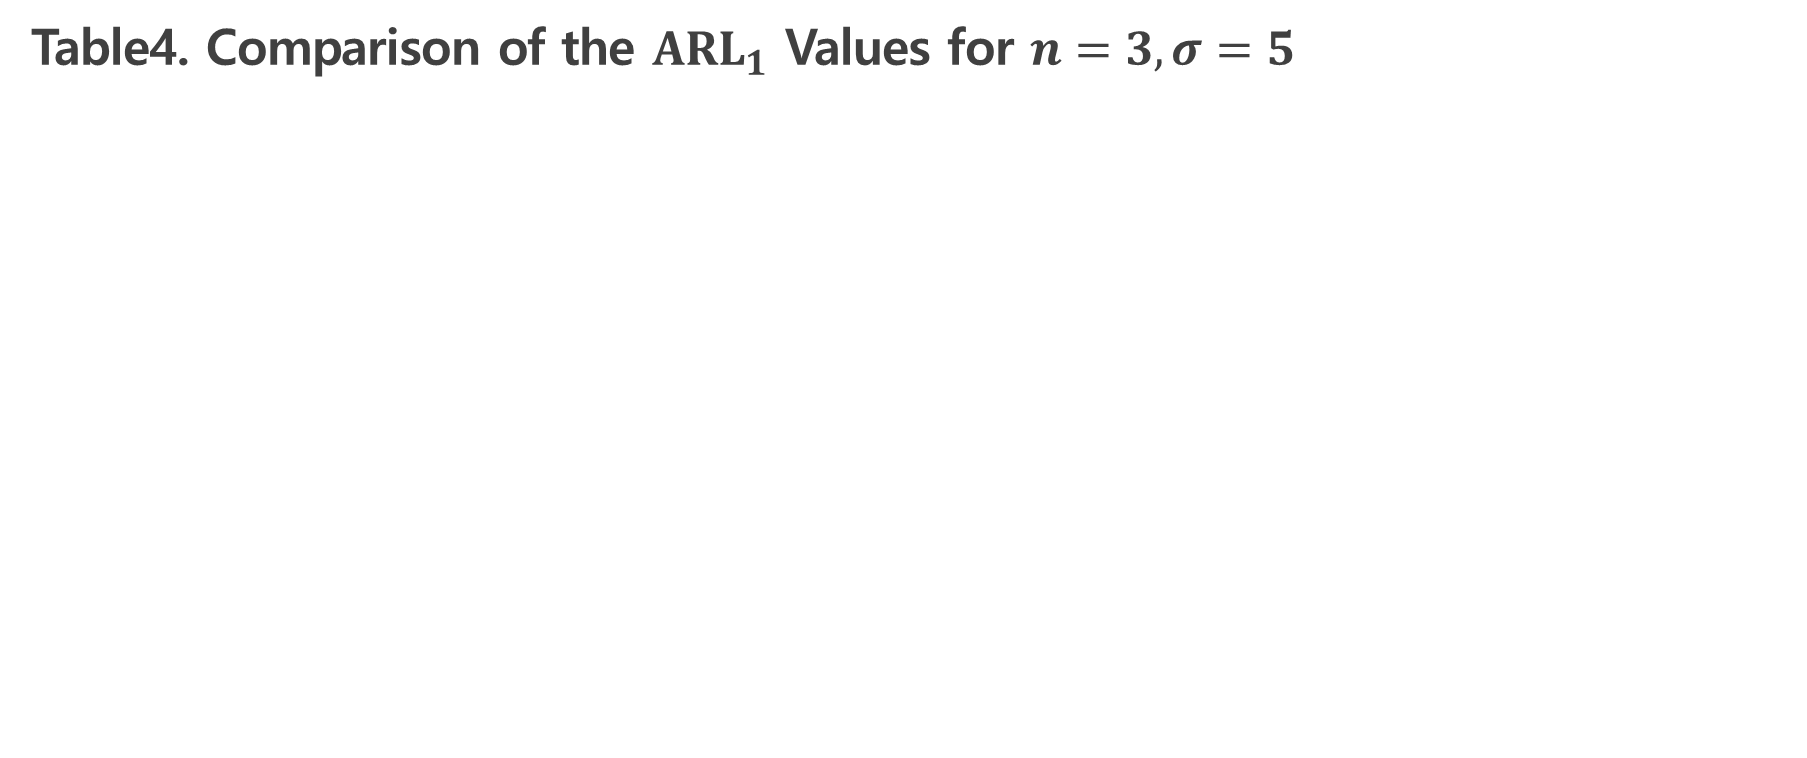 Table4. Comparison of the ARL₁ Values for n = 3, σ = 5